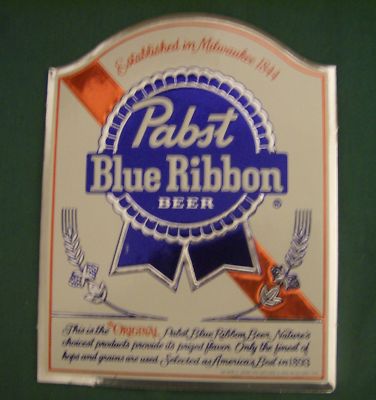 Established in Milwaukee 1844
Pabst
Blue Ribbon
BEER
®
This is the ORIGINAL Pabst Blue Ribbon Beer. Nature's
choicest products provide its prized flavor. Only the finest of
hops and grains are used. Selected as America's Best in 1893